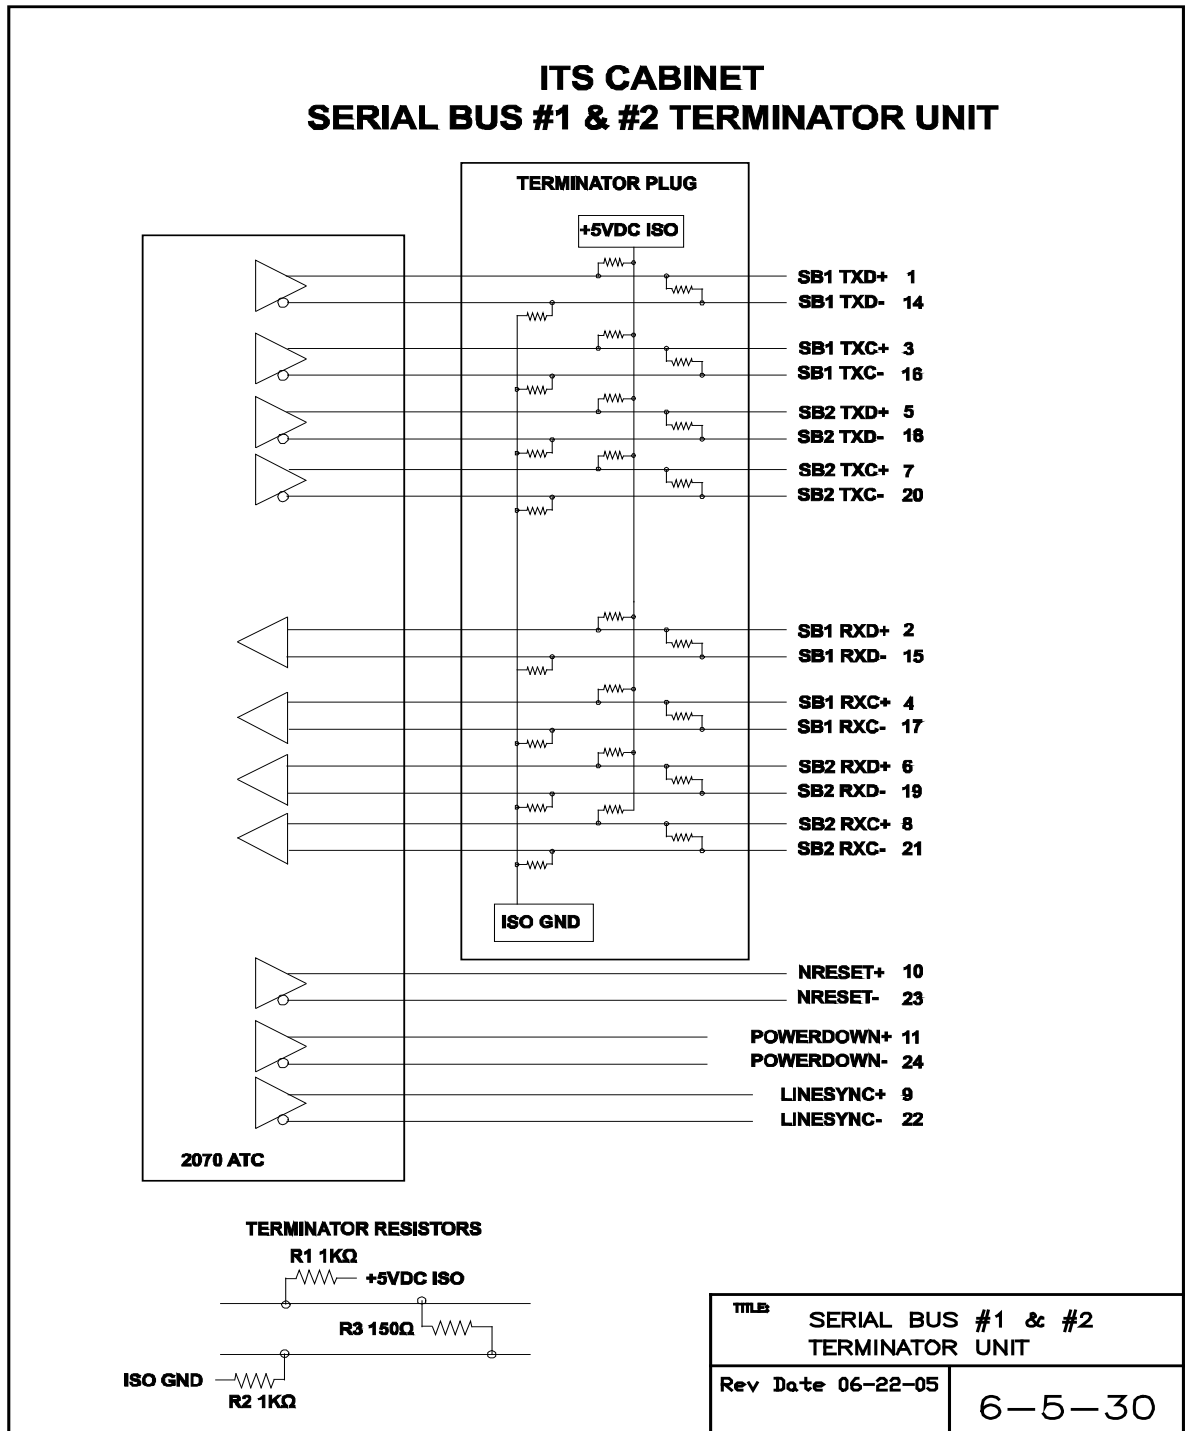 ITS CABINET
SERIAL BUS #1 & #2 TERMINATOR UNIT
TERMINATOR PLUG
+5VDC ISO
SB1 TXD+ 1
SB1 TXD- 14
SB1 TXC+ 3
SB1 TXC- 16
SB2 TXD+ 5
SB2 TXD- 18
SB2 TXC+ 7
SB2 TXC- 20
SB1 RXD+ 2
SB1 RXD- 15
SB1 RXC+ 4
SB1 RXC- 17
SB2 RXD+ 6
SB2 RXD- 19
SB2 RXC+ 8
SB2 RXC- 21
ISO GND
NRESET+ 10
NRESET- 23
POWERDOWN+ 11
POWERDOWN- 24
LINESYNC+ 9
LINESYNC- 22
2070 ATC
TERMINATOR RESISTORS
R1 1KΩ
+5VDC ISO
R3 150Ω
ISO GND
R2 1KΩ
TITLE:
SERIAL BUS #1 & #2
TERMINATOR UNIT
Rev Date 06-22-05
6-5-30